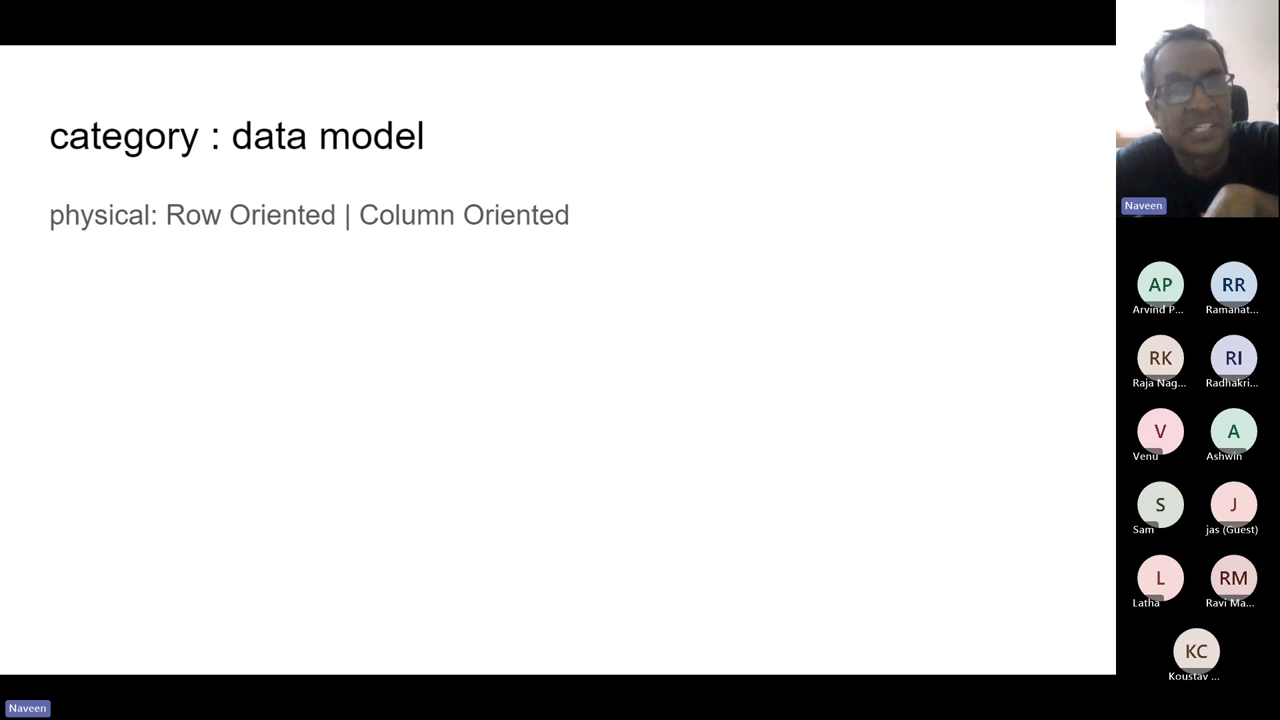 category : data model
physical: Row Oriented | Column Oriented
Naveen
AP
Arvind P...
RR
Ramanat...
RK
Raja Nag...
RI
Radhakri...
V
Venu
A
Ashwin
S
Sam
J
jas (Guest)
L
Latha
RM
Ravi Ma...
KC
Koustav ...
Naveen